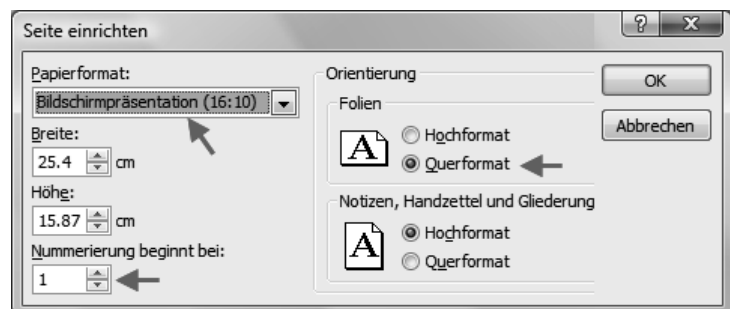 Seite einrichten
Papierformat:
Bildschirmpräsentation (16:10)
Breite:
25.4 cm
Höhe:
15.87 cm
Nummerierung beginnt bei:
1
Orientierung
Folien
A
Hochformat
Querformat
Notizen, Handzettel und Gliederung
A
Hochformat
Querformat
OK
Abbrechen